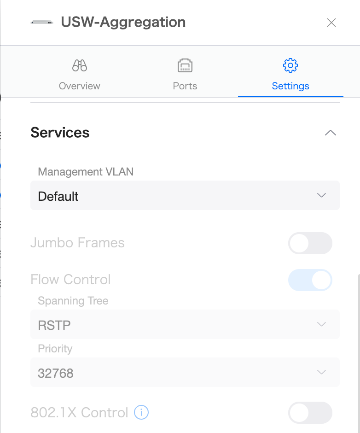 USW-Aggregation
Overview
Ports
Settings
Services
Management VLAN
Default
Jumbo Frames
Flow Control
Spanning Tree
RSTP
Priority
32768
802.1X Control